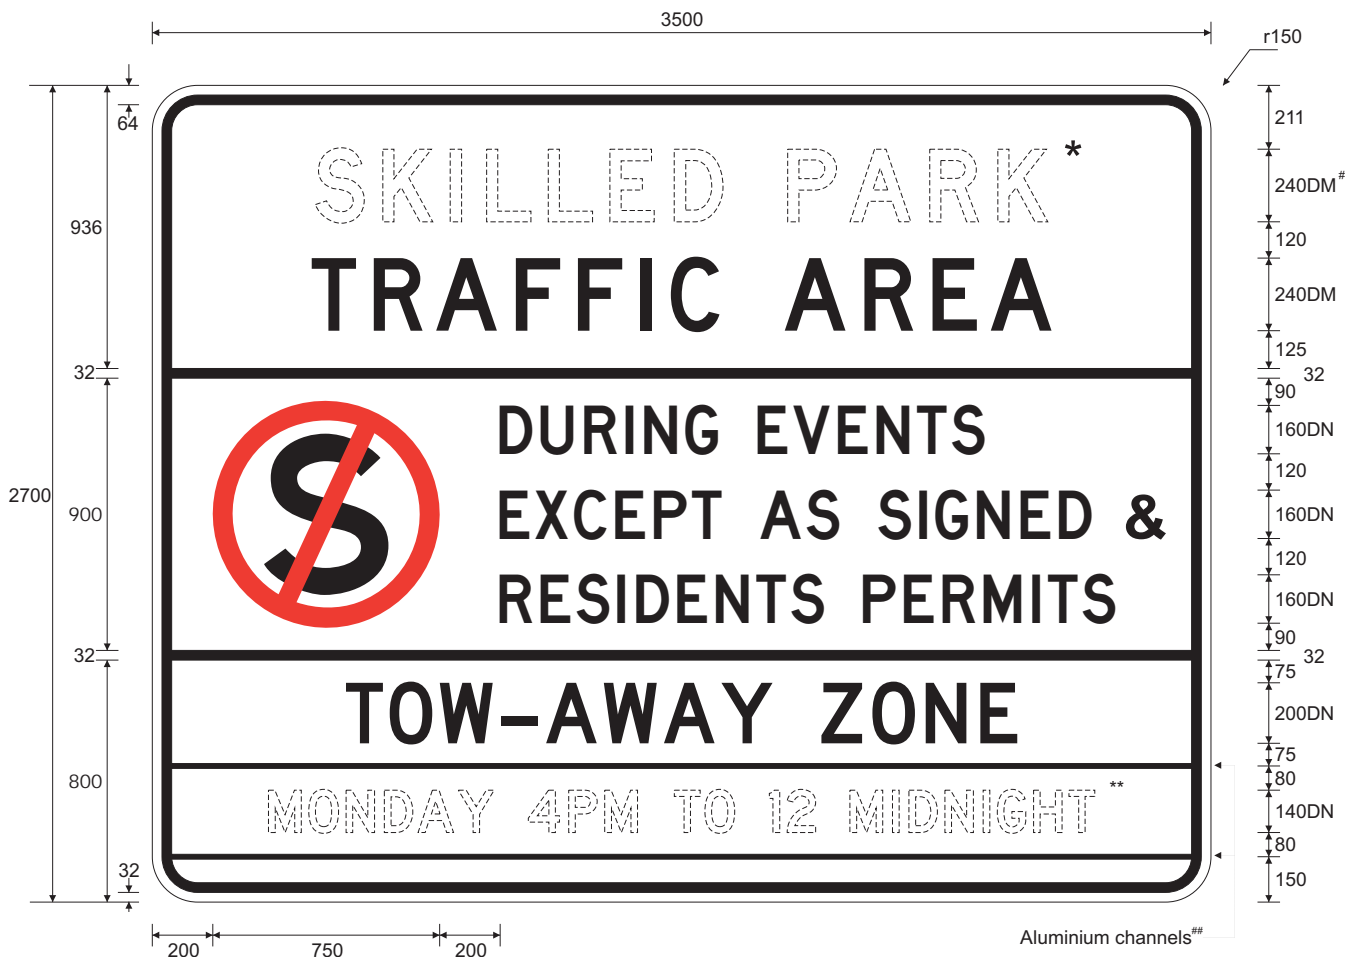 3500
r150
64
211
SKILLED PARK*
240DM#
936
120
TRAFFIC AREA
240DM
125
32
32
90
DURING EVENTS
160DN
120
2700
900
EXCEPT AS SIGNED &
160DN
120
RESIDENTS PERMITS
160DN
90
32
32
75
TOW-AWAY ZONE
200DN
75
800
80
MONDAY 4PM TO 12 MIDNIGHT**
140DN
80
32
150
200
750
200
Aluminium channels##
S